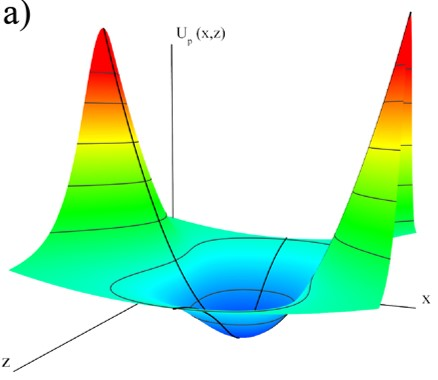 a)
U_p (x,z)
x
z